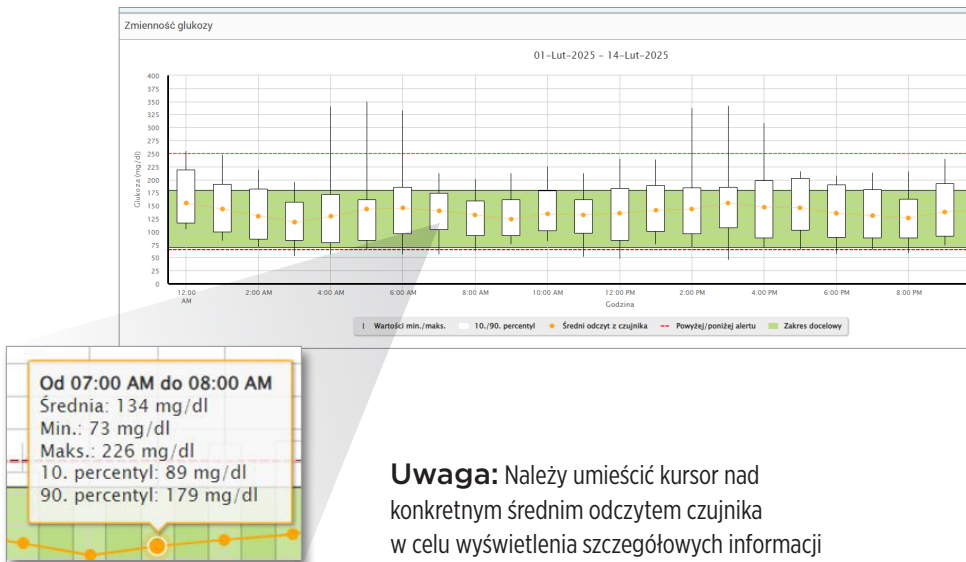 Zmienność glukozy
01-Lut-2025 - 14-Lut-2025
Glukoza (mg/dl)
400
375
350
325
300
275
250
225
200
175
150
125
100
75
50
25
0
12:00 AM 2:00 AM 4:00 AM 6:00 AM 8:00 AM 10:00 AM 12:00 PM 2:00 PM 4:00 PM 6:00 PM 8:00 PM
Godzina
Wartości min./maks. 10./90. percentyl Średni odczyt z czujnika Powyżej/poniżej alertu Zakres docelowy
Od 07:00 AM do 08:00 AM
Średnia: 134 mg/dl
Min.: 73 mg/dl
Maks.: 226 mg/dl
10. percentyl: 89 mg/dl
90. percentyl: 179 mg/dl
Uwaga: Należy umieścić kursor nad
konkretnym średnim odczytem czujnika
w celu wyświetlenia szczegółowych informacji